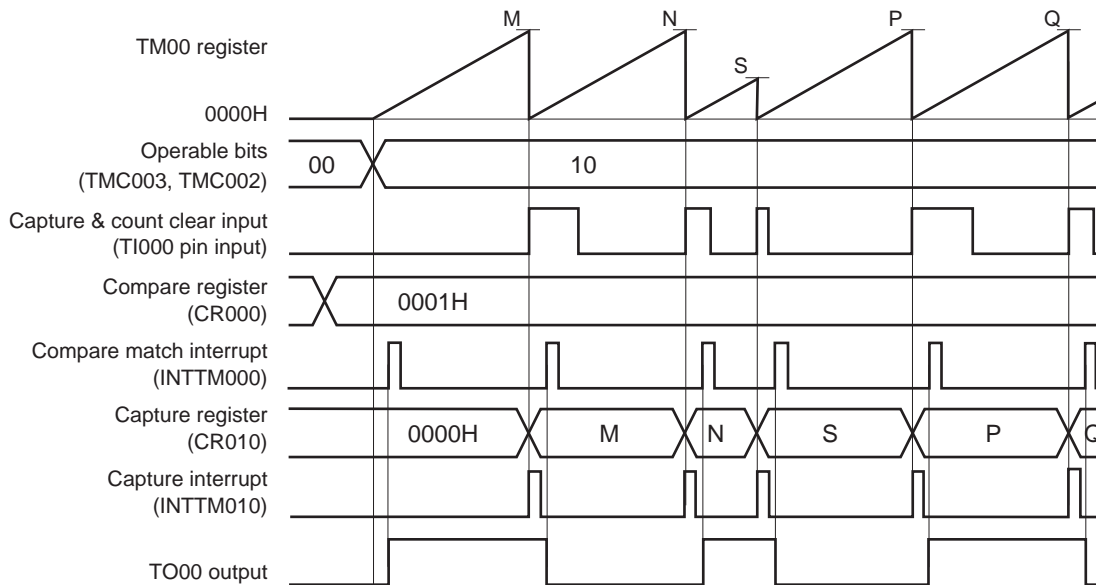 M N P Q
S
TM00 register
0000H
Operable bits
(TMC003, TMC002)
00 10
Capture & count clear input
(TI000 pin input)
Compare register
(CR000)
0001H
Compare match interrupt
(INTTM000)
Capture register
(CR010)
0000H M N S P Q
Capture interrupt
(INTTM010)
TO00 output